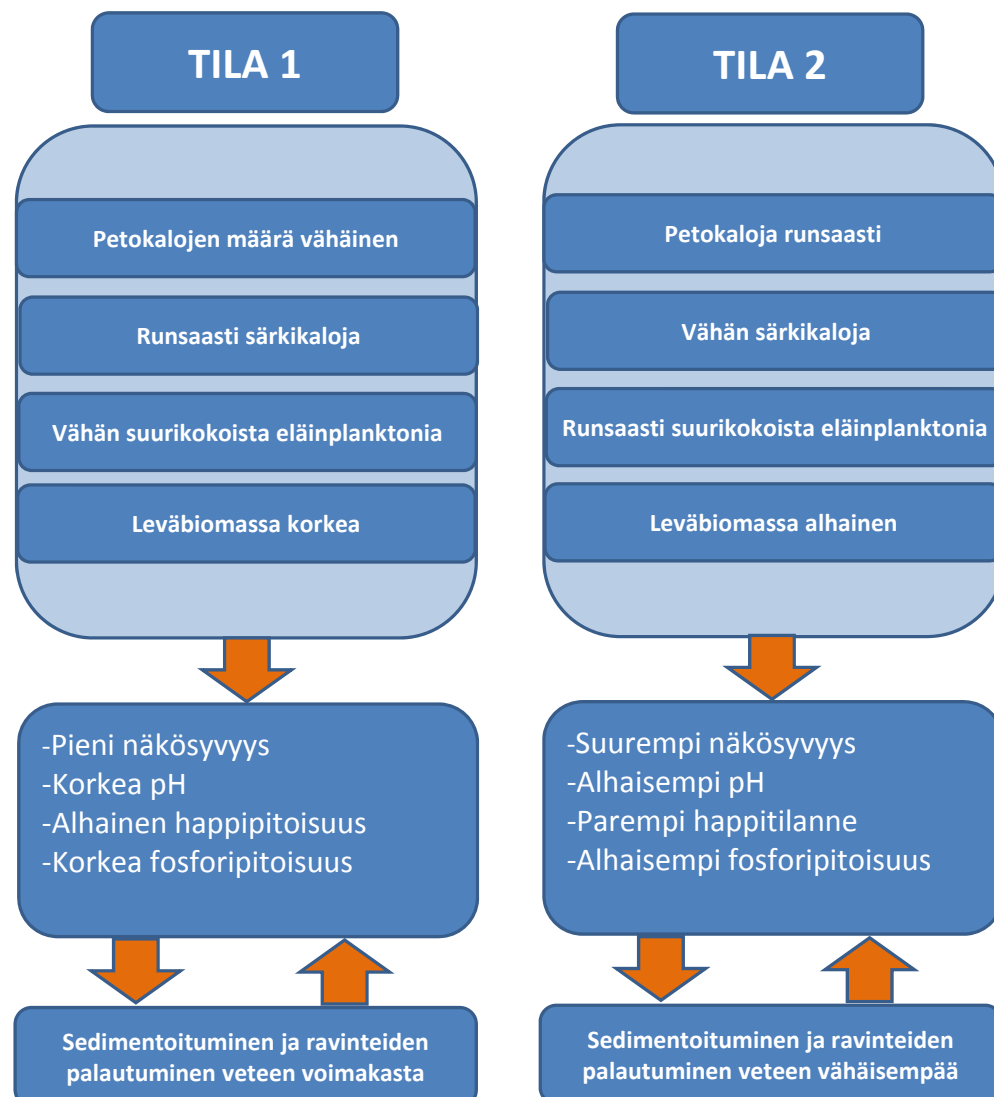 TILA 1
Petokalojen määrä vähäinen
Runsaasti särkikaloja
Vähän suurikokoista eläinplanktonia
Leväbiomassa korkea
-Pieni näkösyvyys
-Korkea pH
-Alhainen happipitoisuus
-Korkea fosforipitoisuus
Sedimentoituminen ja ravinteiden
palautuminen veteen voimakasta
TILA 2
Petokaloja runsaasti
Vähän särkikaloja
Runsaasti suurikokoista eläinplanktonia
Leväbiomassa alhainen
-Suurempi näkösyvyys
-Alhaisempi pH
-Parempi happitilanne
-Alhaisempi fosforipitoisuus
Sedimentoituminen ja ravinteiden
palautuminen veteen vähäisempää